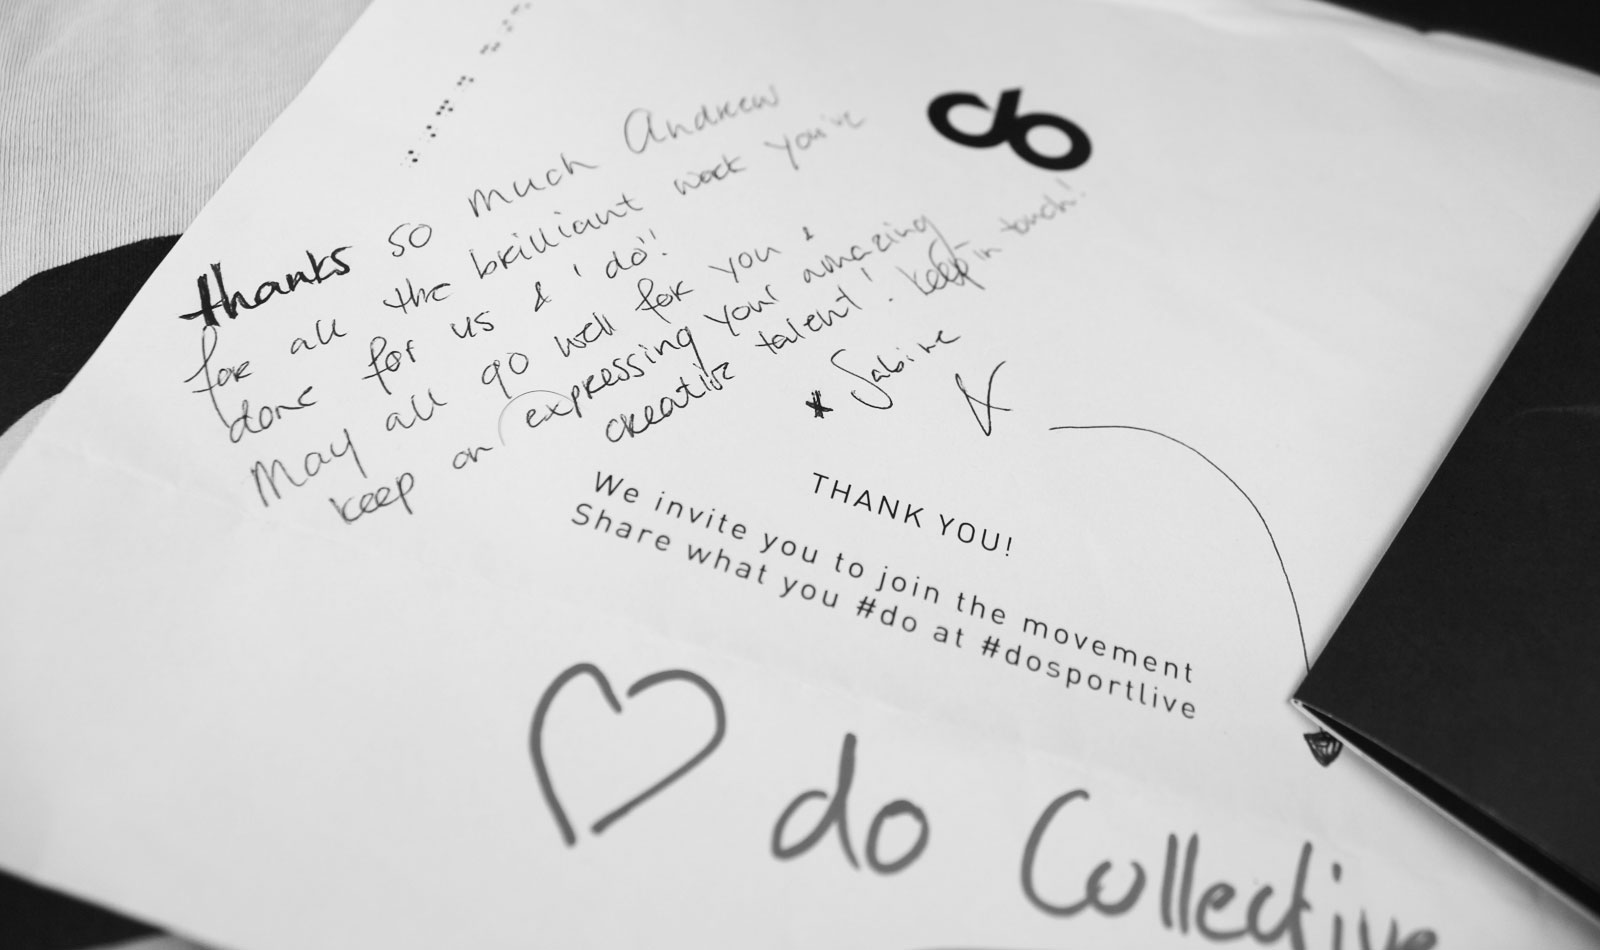 do
thanks so much Andrew
for all the brilliant work you've
done for us & 'do'!!
May all go well for you &
keep on expressing your amazing
creative talent! . keep in touch!
* Sabine X
THANK YOU!
We invite you to join the movement
Share what you #do at #dosportlive
♡ do Collective